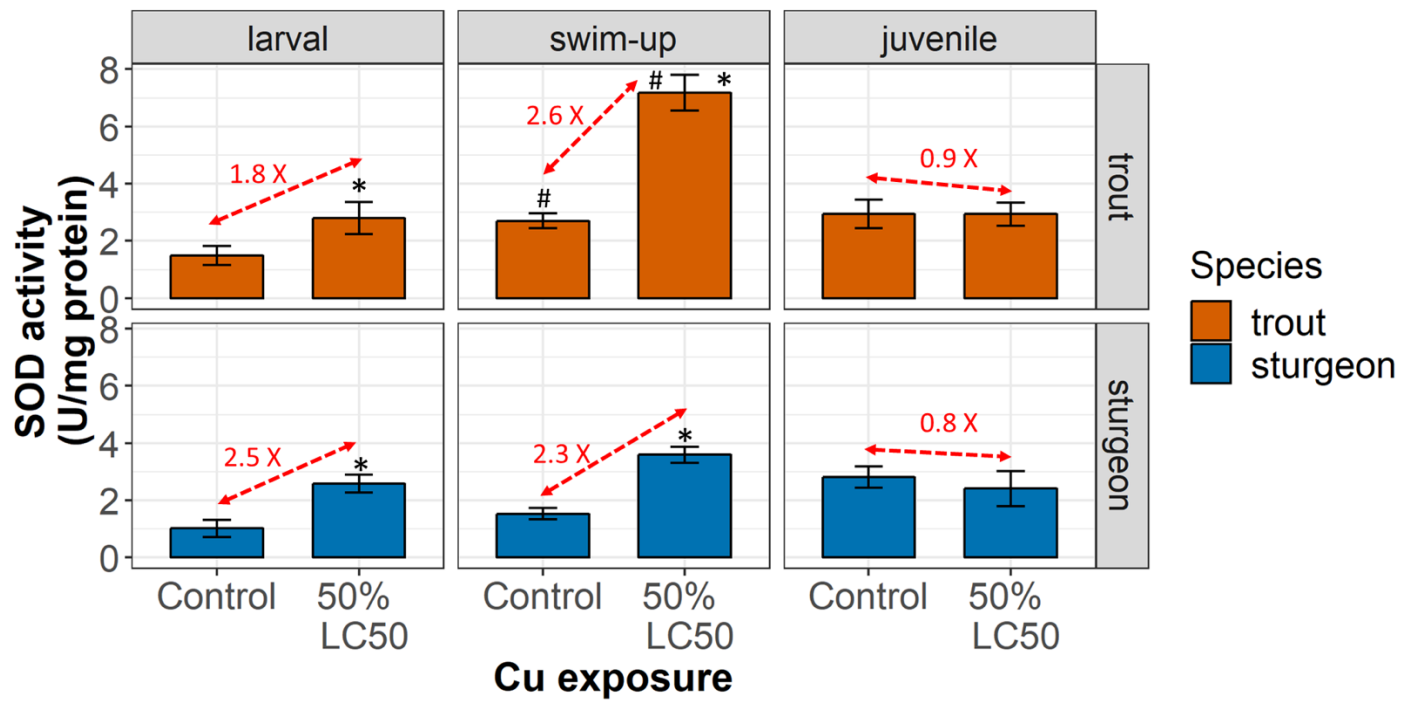 larval
swim-up
juvenile
SOD activity
(U/mg protein)
8
6
4
2
0
1.8 X
*
#
2.6 X
#
*
0.9 X
trout
8
6
4
2
0
2.5 X
*
2.3 X
*
0.8 X
sturgeon
Control
50%
LC50
Control
50%
LC50
Control
50%
LC50
Cu exposure
Species
trout
sturgeon